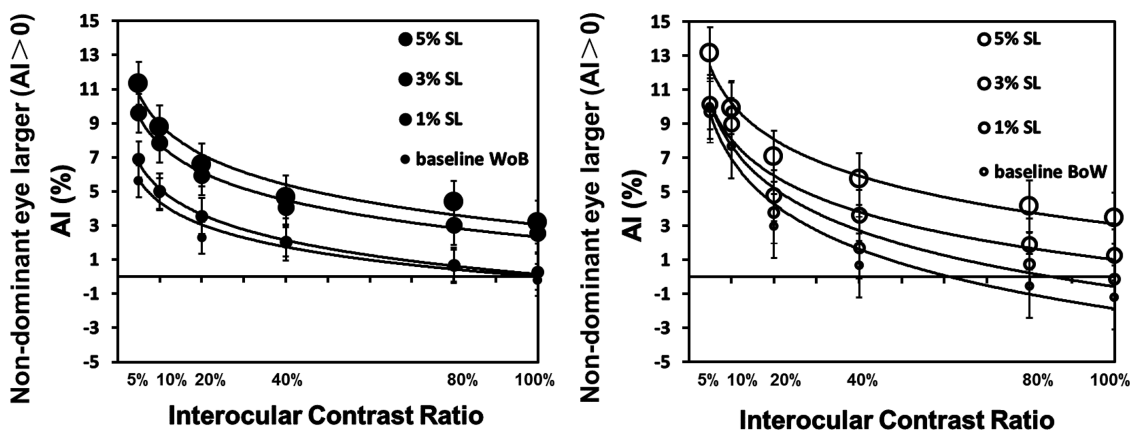 Non-dominant eye larger (AI＞0)
AI (%)
15
13
11
9
7
5
3
1
-1
-3
-5
5% SL
3% SL
1% SL
baseline WoB
5%
10%
20%
40%
80%
100%
Interocular Contrast Ratio
Non-dominant eye larger (AI＞0)
AI (%)
15
13
11
9
7
5
3
1
-1
-3
-5
5% SL
3% SL
1% SL
baseline BoW
5%
10%
20%
40%
80%
100%
Interocular Contrast Ratio